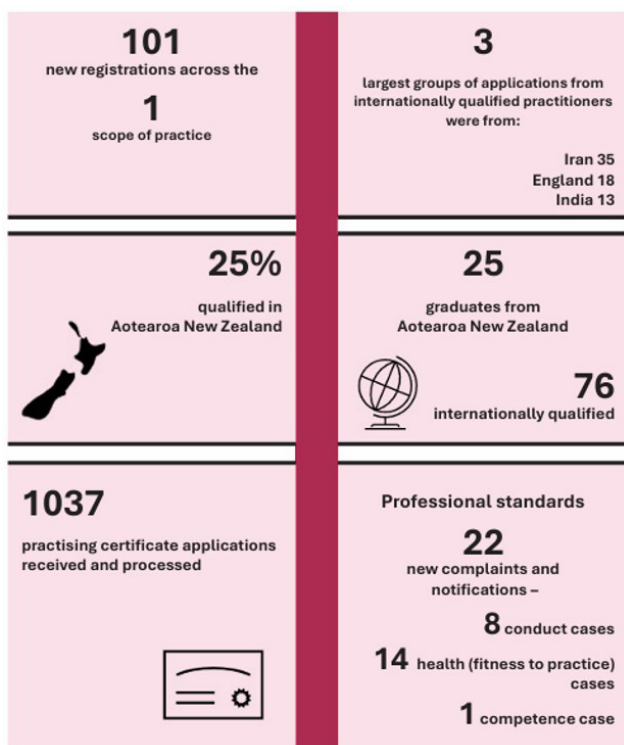 101
new registrations across the
1
scope of practice
3
largest groups of applications from
internationally qualified practitioners
were from:
Iran 35
England 18
India 13
25%
qualified in
Aotearoa New Zealand
25
graduates from
Aotearoa New Zealand
76
internationally qualified
1037
practising certificate applications
received and processed
Professional standards
22
new complaints and
notifications –
8 conduct cases
14 health (fitness to practice)
cases
1 competence case